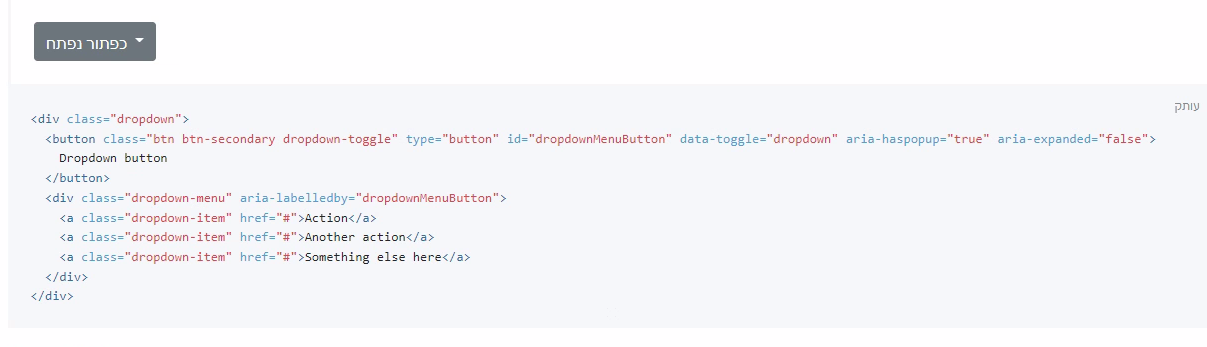 כפתור נפתח
עותק
<div class="dropdown">
  <button class="btn btn-secondary dropdown-toggle" type="button" id="dropdownMenuButton" data-toggle="dropdown" aria-haspopup="true" aria-expanded="false">
    Dropdown button
  </button>
  <div class="dropdown-menu" aria-labelledby="dropdownMenuButton">
    <a class="dropdown-item" href="#">Action</a>
    <a class="dropdown-item" href="#">Another action</a>
    <a class="dropdown-item" href="#">Something else here</a>
  </div>
</div>